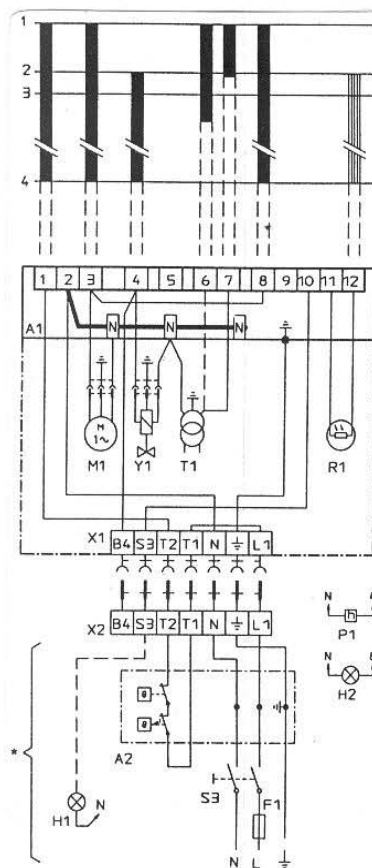 1
2
3
4
1 2 3 4 5 6 7 8 9 10 11 12
A1
N N N
M
1~
M1 Y1 T1 R1
X1
B4 S3 T2 T1 N L1
X2
B4 S3 T2 T1 N L1
N
P1
N
H2
θ
θ
*
A2
S3
F1
H1
N
N L